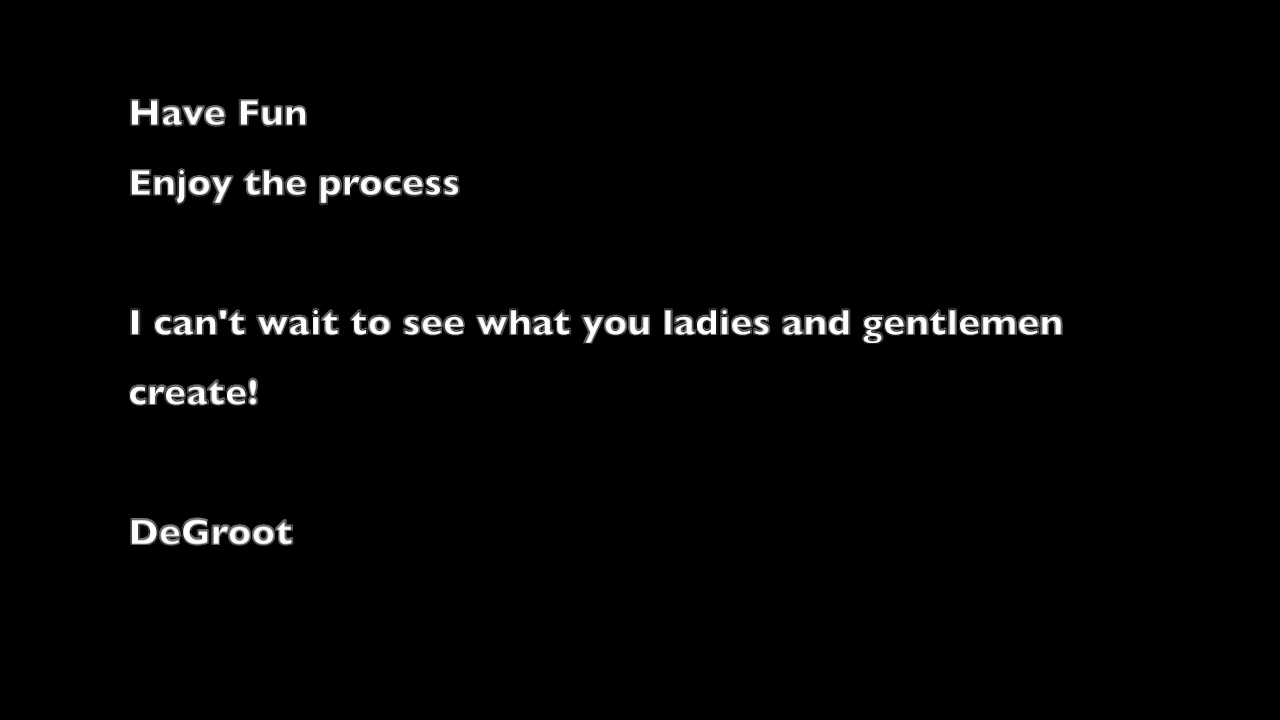 Have Fun
Enjoy the process
I can't wait to see what you ladies and gentlemen
create!
DeGroot